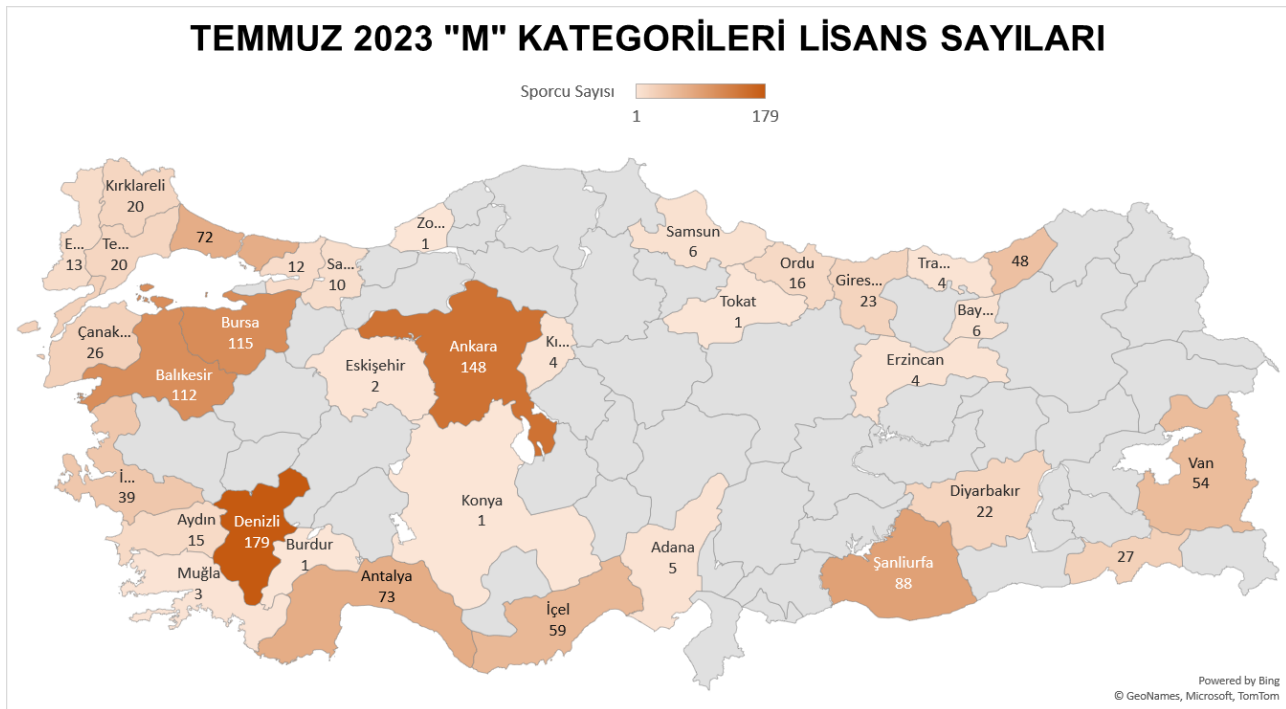 TEMMUZ 2023 "M" KATEGORİLERİ LİSANS SAYILARI
Sporcu Sayısı
1
179
Kırklareli
20
E...
13
Te...
20
72
12
Sa...
10
Zo...
1
Samsun
6
Ordu
16
Gires...
23
Tra...
4
48
Tokat
1
Bay...
6
Çanak...
26
Bursa
115
Balıkesir
112
Eskişehir
2
Ankara
148
Kı...
4
Erzincan
4
İ...
39
Aydın
15
Denizli
179
Muğla
3
Burdur
1
Antalya
73
Konya
1
İçel
59
Adana
5
Şanliurfa
88
Diyarbakır
22
Van
54
27
Powered by Bing
© GeoNames, Microsoft, TomTom